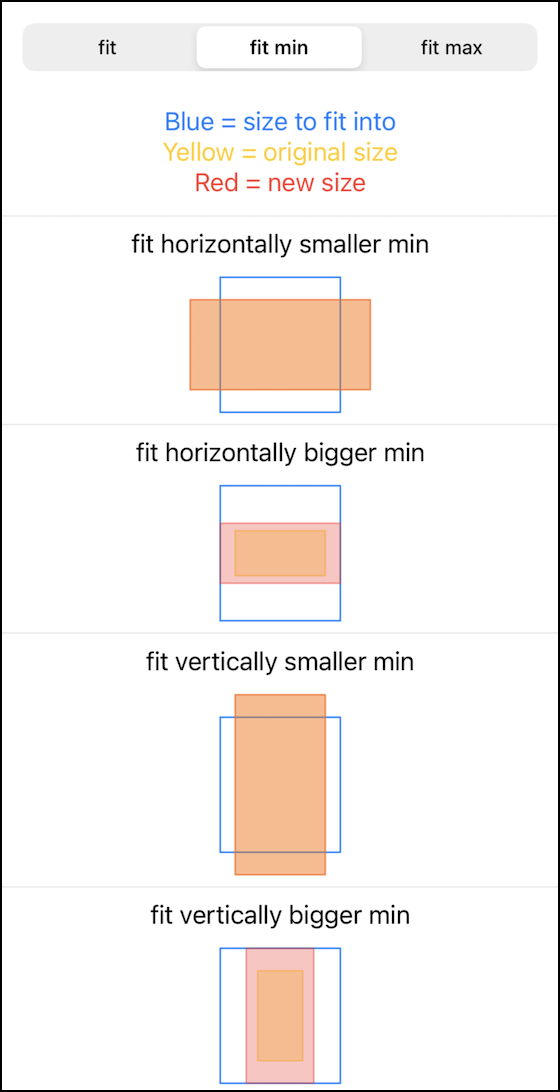 fit
fit min
fit max
Blue = size to fit into
Yellow = original size
Red = new size
fit horizontally smaller min
fit horizontally bigger min
fit vertically smaller min
fit vertically bigger min